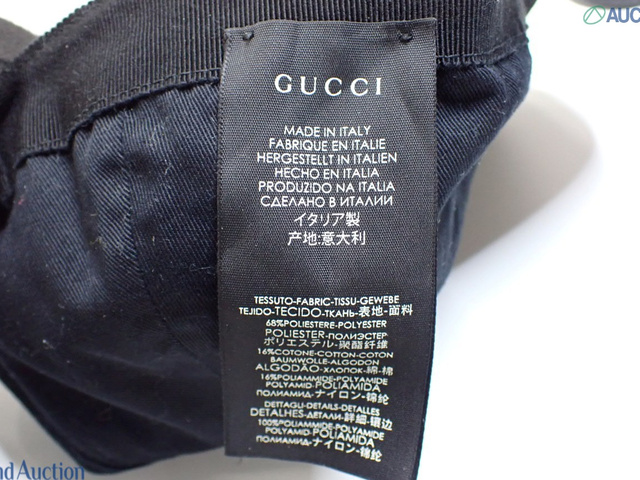 AUC
GUCCI
MADE IN ITALY
FABRIQUE EN ITALIE
HERGESTELLT IN ITALIEN
HECHO EN ITALIA
PRODUZIDO NA ITALIA
СДЕЛАНО В ИТАЛИИ
イタリア製
产地:意大利
TESSUTO-FABRIC-TISSU-GEWEBE
TEJIDO-TECIDO-ТКАНЬ-表地-面料
68%POLIESTERE-POLYESTER
POLIESTER-ПОЛИЭСТЕР
ポリエステル-聚酯纤维
16%COTONE-COTTON-COTON
BAUMWOLLE-ALGODON
ALGODÃO-ХЛОПОК-綿-棉
16%POLIAMMIDE-POLYAMIDE
POLYAMID-POLIAMIDA
ПОЛИАМИД-ナイロン-锦纶
DETTAGLI-DETAILS-DETALLES
DETALHES-ДЕТАЛИ-詳細-镶边
100%POLIAMMIDE-POLYAMIDE
POLYAMID-POLIAMIDA
ПОЛИАМИД-ナイロン-锦纶
nd Auction